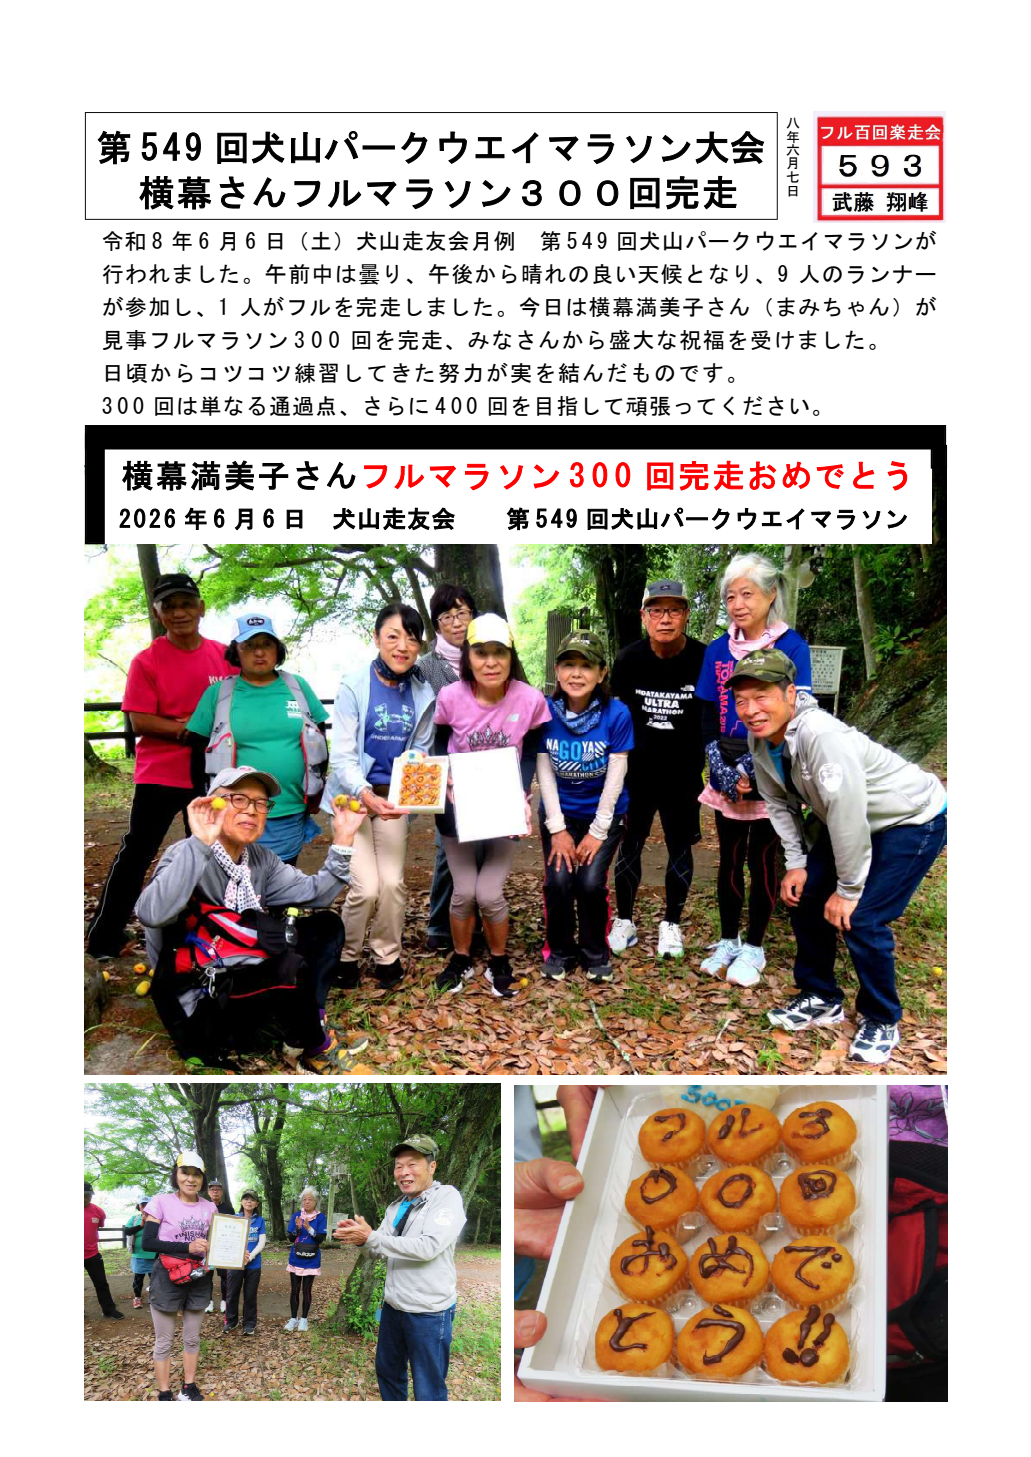 第549回犬山パークウエイマラソン大会
横幕さんフルマラソン３００回完走
八年六月七日
フル百回楽走会
５９３
武藤 翔峰
令和8年6月6日（土）犬山走友会月例　第549回犬山パークウエイマラソンが
行われました。午前中は曇り、午後から晴れの良い天候となり、9人のランナー
が参加し、1人がフルを完走しました。今日は横幕満美子さん（まみちゃん）が
見事フルマラソン300回を完走、みなさんから盛大な祝福を受けました。
日頃からコツコツ練習してきた努力が実を結んだものです。
300回は単なる通過点、さらに400回を目指して頑張ってください。
横幕満美子さんフルマラソン300回完走おめでとう
2026年6月6日　犬山走友会　　第549回犬山パークウエイマラソン
HIDATAKAYAMA
ULTRA
MARATHON
2023
NAGOYA
CITY
MARATHON
フル3
00回
おめで
とう!!